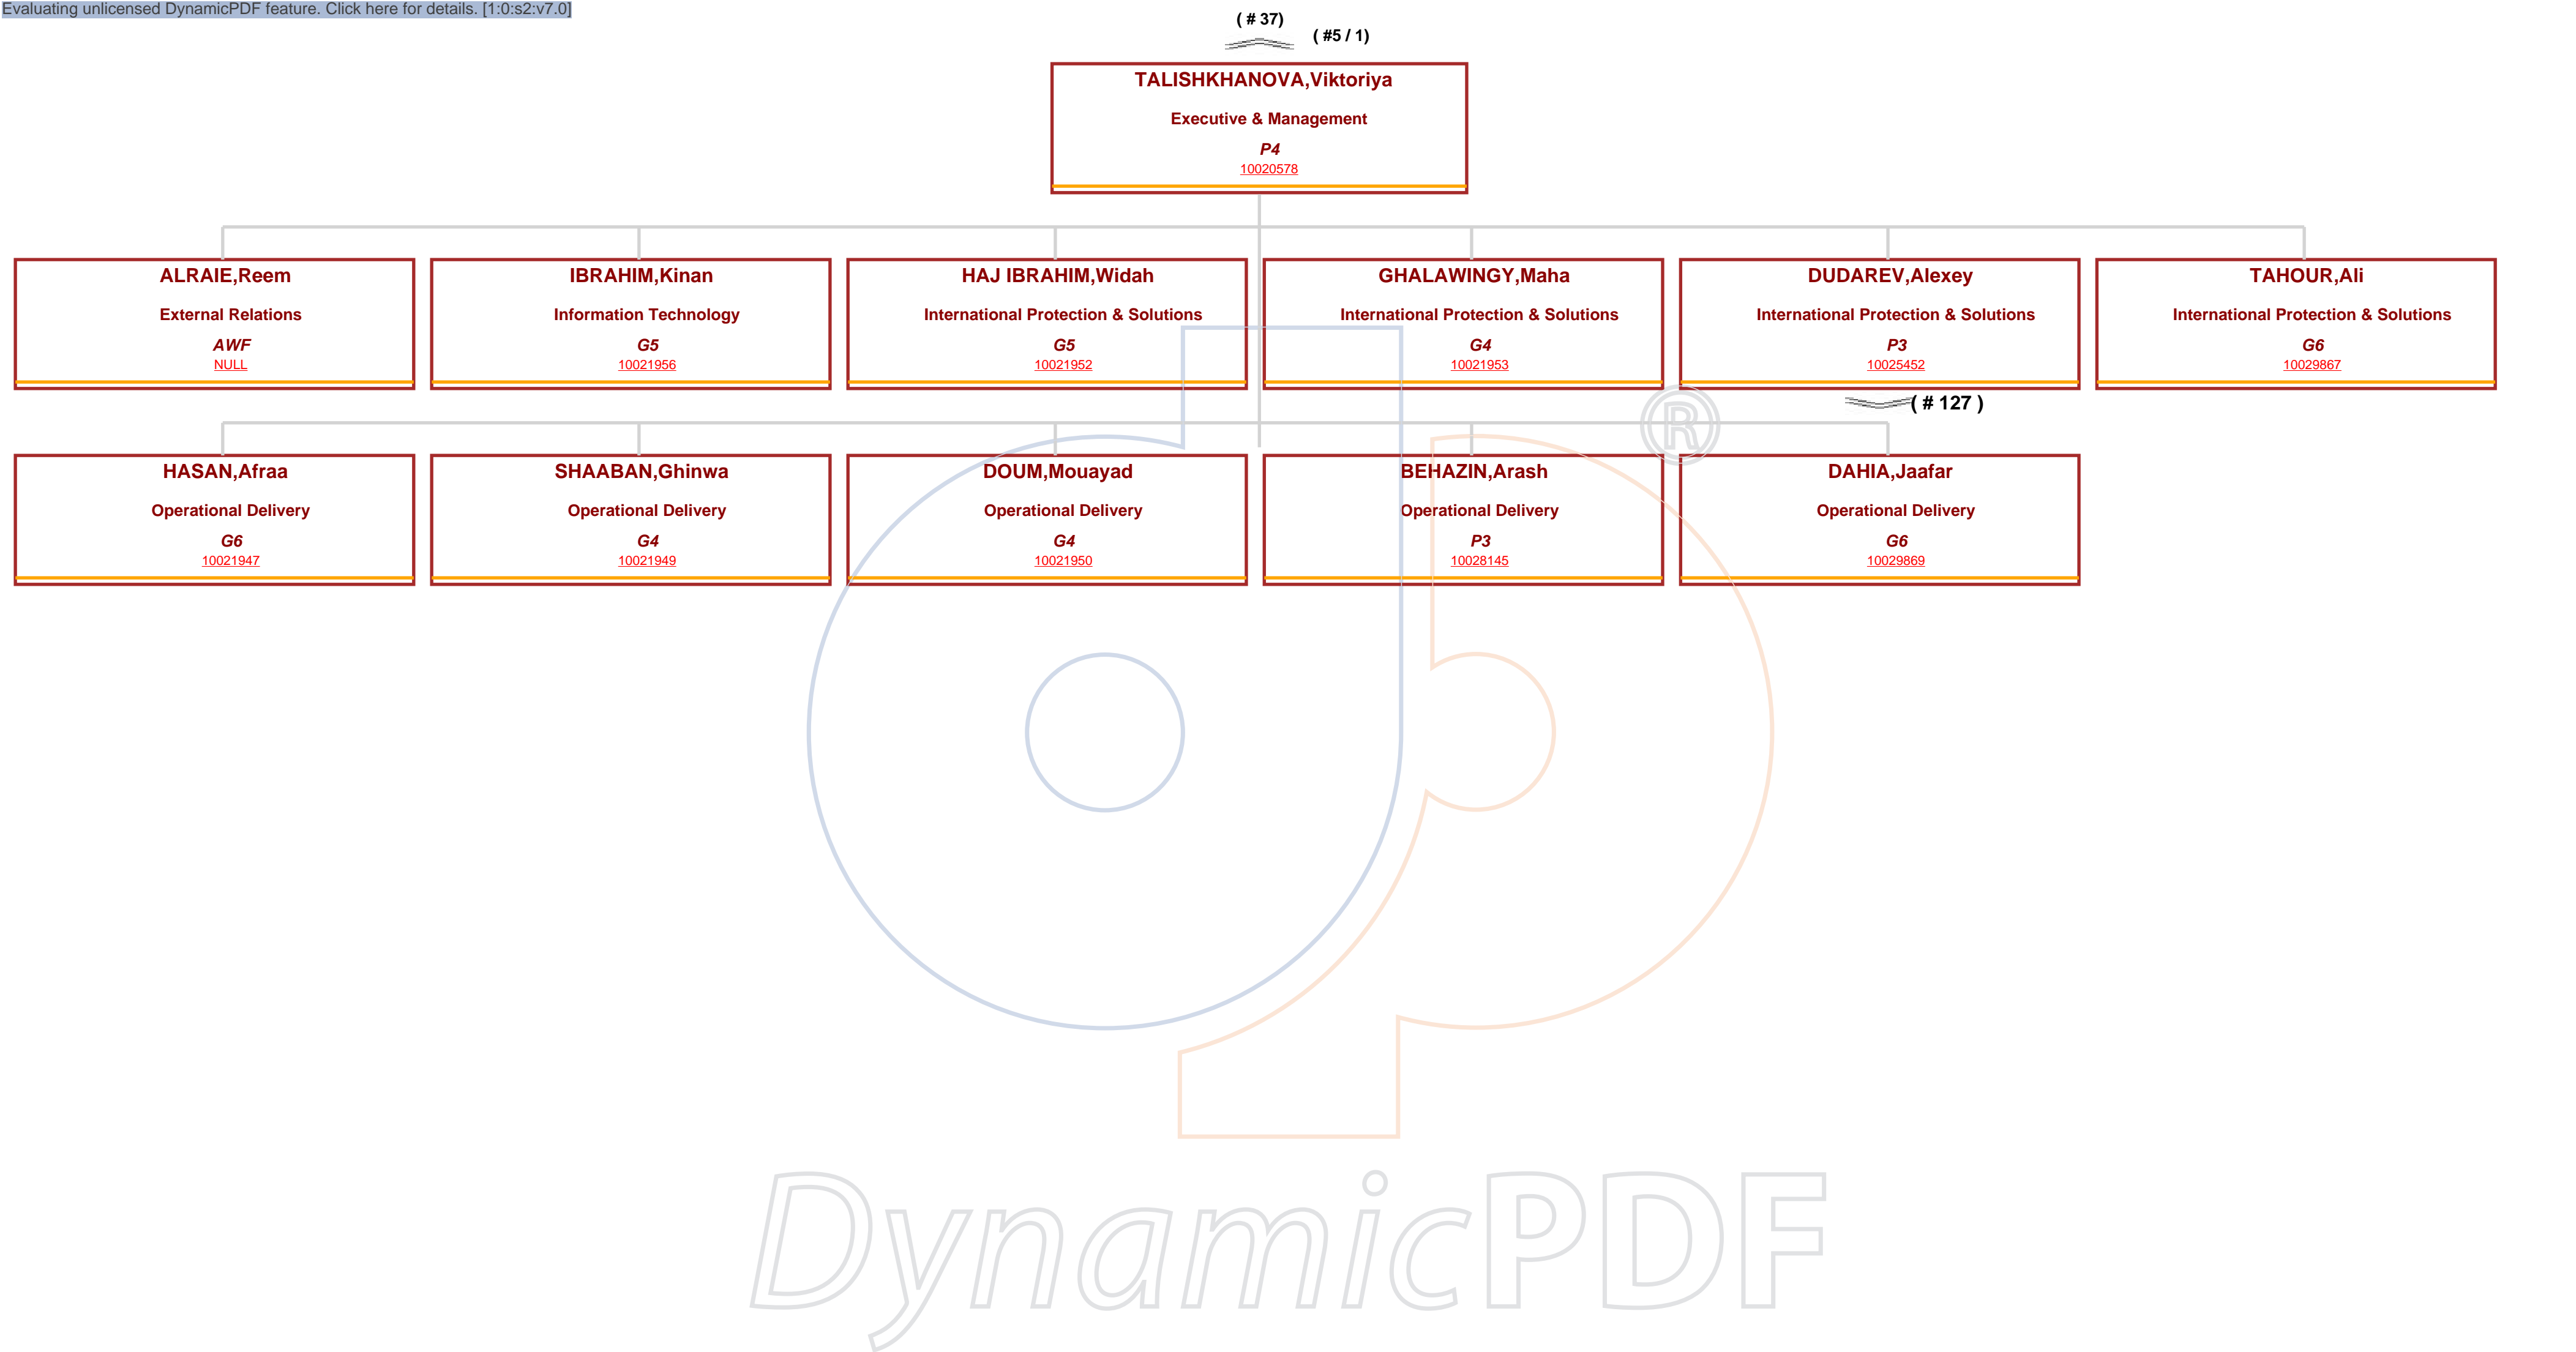 Evaluating unlicensed DynamicPDF feature. Click here for details. [1:0:s2:v7.0]
( # 37)
( #5 / 1)
TALISHKHANOVA,Viktoriya
Executive & Management
P4
10020578
ALRAIE,Reem
External Relations
AWF
NULL
IBRAHIM,Kinan
Information Technology
G5
10021956
HAJ IBRAHIM,Widah
International Protection & Solutions
G5
10021952
GHALAWINGY,Maha
International Protection & Solutions
G4
10021953
DUDAREV,Alexey
International Protection & Solutions
P3
10025452
( # 127 )
TAHOUR,Ali
International Protection & Solutions
G6
10029867
HASAN,Afraa
Operational Delivery
G6
10021947
SHAABAN,Ghinwa
Operational Delivery
G4
10021949
DOUM,Mouayad
Operational Delivery
G4
10021950
BEHAZIN,Arash
Operational Delivery
P3
10028145
DAHIA,Jaafar
Operational Delivery
G6
10029869
®
DynamicPDF